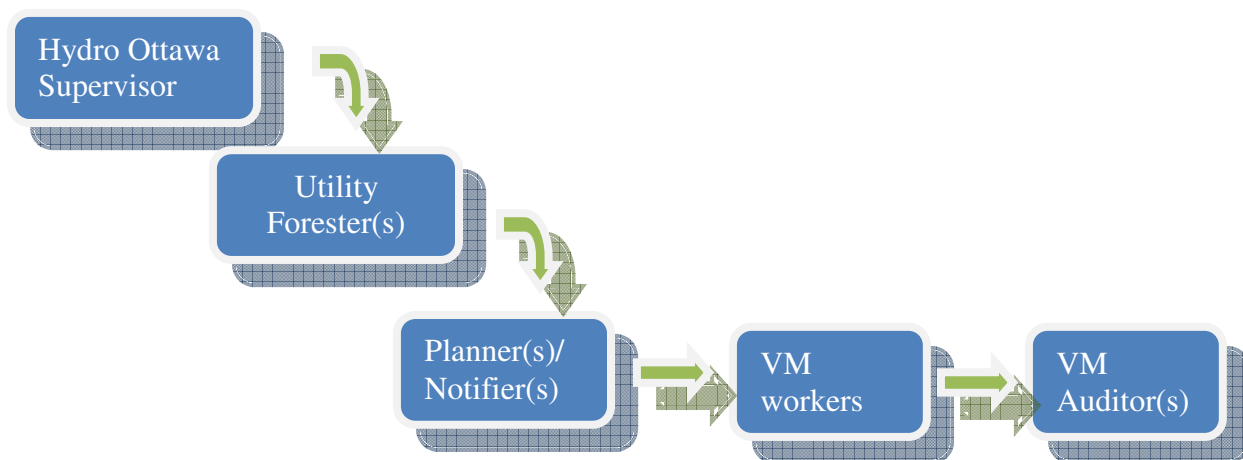 Hydro Ottawa
Supervisor
Utility
Forester(s)
Planner(s)/
Notifier(s)
VM
workers
VM
Auditor(s)